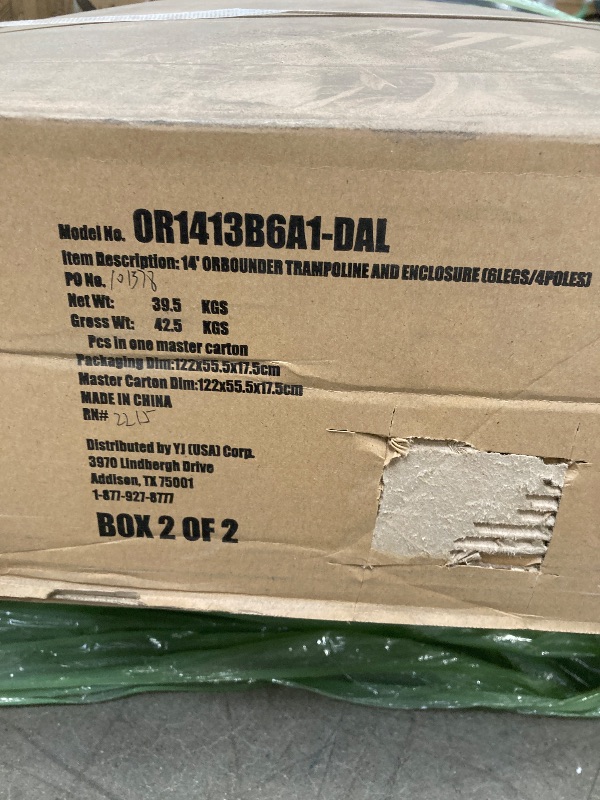 Model No. OR1413B6A1-DAL
Item Description: 14' ORBOUNDER TRAMPOLINE AND ENCLOSURE (6LEGS/4POLES)
PO No. 101378
Net Wt: 39.5 KGS
Gross Wt: 42.5 KGS
Pcs in one master carton
Packaging Dim:122x55.5x17.5cm
Master Carton Dim:122x55.5x17.5cm
MADE IN CHINA
RN# 2215
Distributed by YJ (USA) Corp.
3970 Lindbergh Drive
Addison, TX 75001
1-877-927-8777
BOX 2 OF 2